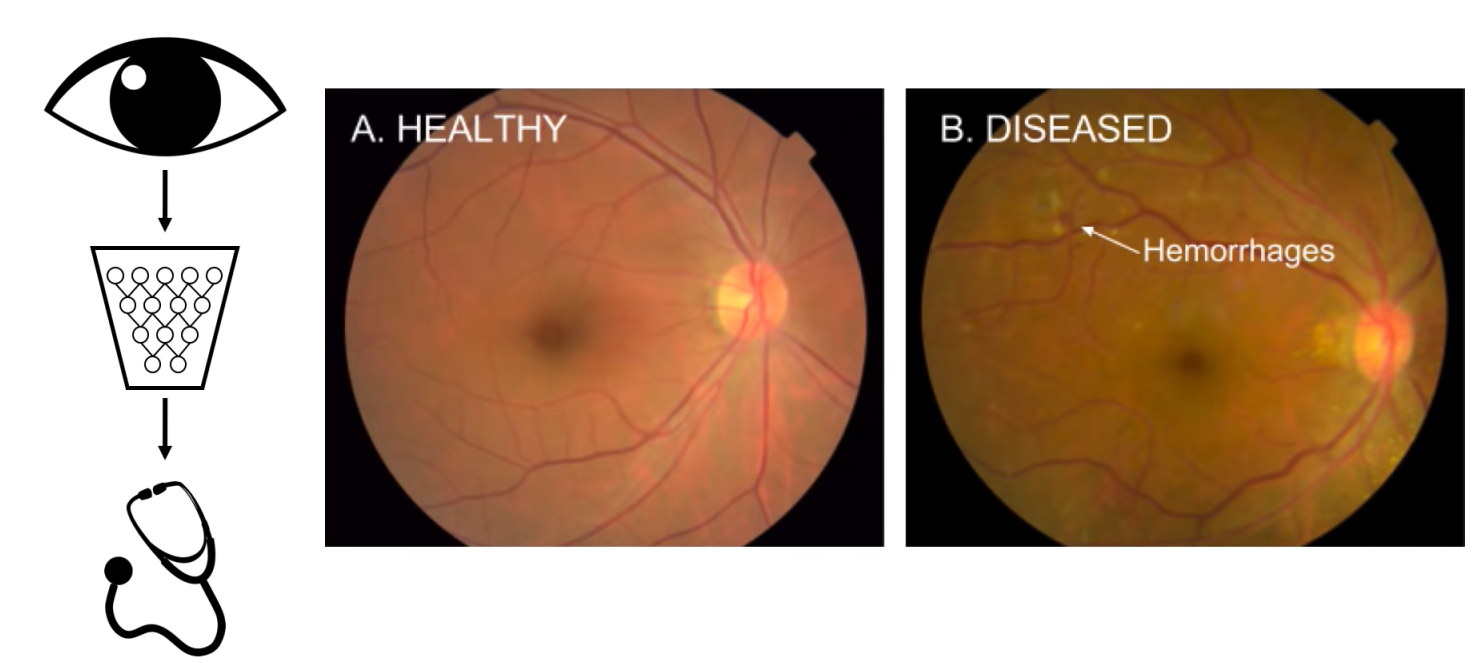 A. HEALTHY
B. DISEASED
Hemorrhages